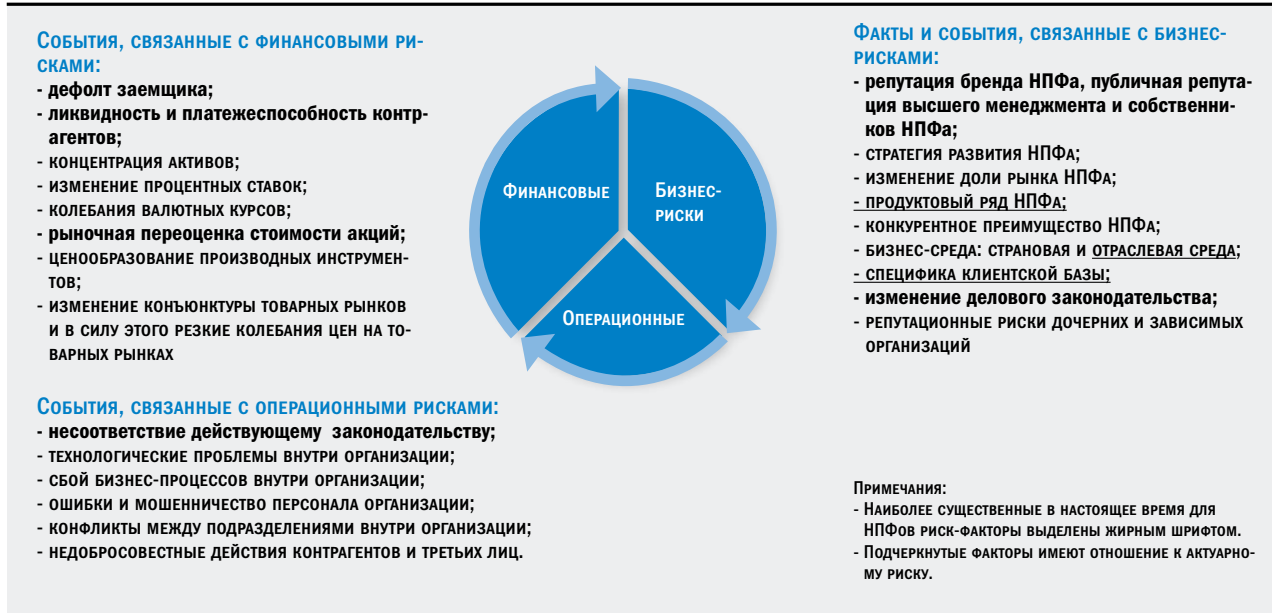 События, связанные с финансовыми ри-
сками:
- дефолт заемщика;
- ликвидность и платежеспособность контр-
агентов;
- концентрация активов;
- изменение процентных ставок;
- колебания валютных курсов;
- рыночная переоценка стоимости акций;
- ценообразование производных инструмен-
тов;
- изменение конъюнктуры товарных рынков
и в силу этого резкие колебания цен на то-
варных рынках
Финансовые
Бизнес-
риски
Операционные
Факты и события, связанные с бизнес-
рисками:
- репутация бренда НПФа, публичная репута-
ция высшего менеджмента и собственни-
ков НПФа;
- стратегия развития НПФа;
- изменение доли рынка НПФа;
- продуктовый ряд НПФа;
- конкурентное преимущество НПФа;
- бизнес-среда: страновая и отраслевая среда;
- специфика клиентской базы;
- изменение делового законодательства;
- репутационные риски дочерних и зависимых
организаций
События, связанные с операционными рисками:
- несоответствие действующему законодательству;
- технологические проблемы внутри организации;
- сбой бизнес-процессов внутри организации;
- ошибки и мошенничество персонала организации;
- конфликты между подразделениями внутри организации;
- недобросовестные действия контрагентов и третьих лиц.
Примечания:
- Наиболее существенные в настоящее время для
НПФов риск-факторы выделены жирным шрифтом.
- Подчеркнутые факторы имеют отношение к актуарно-
му риску.